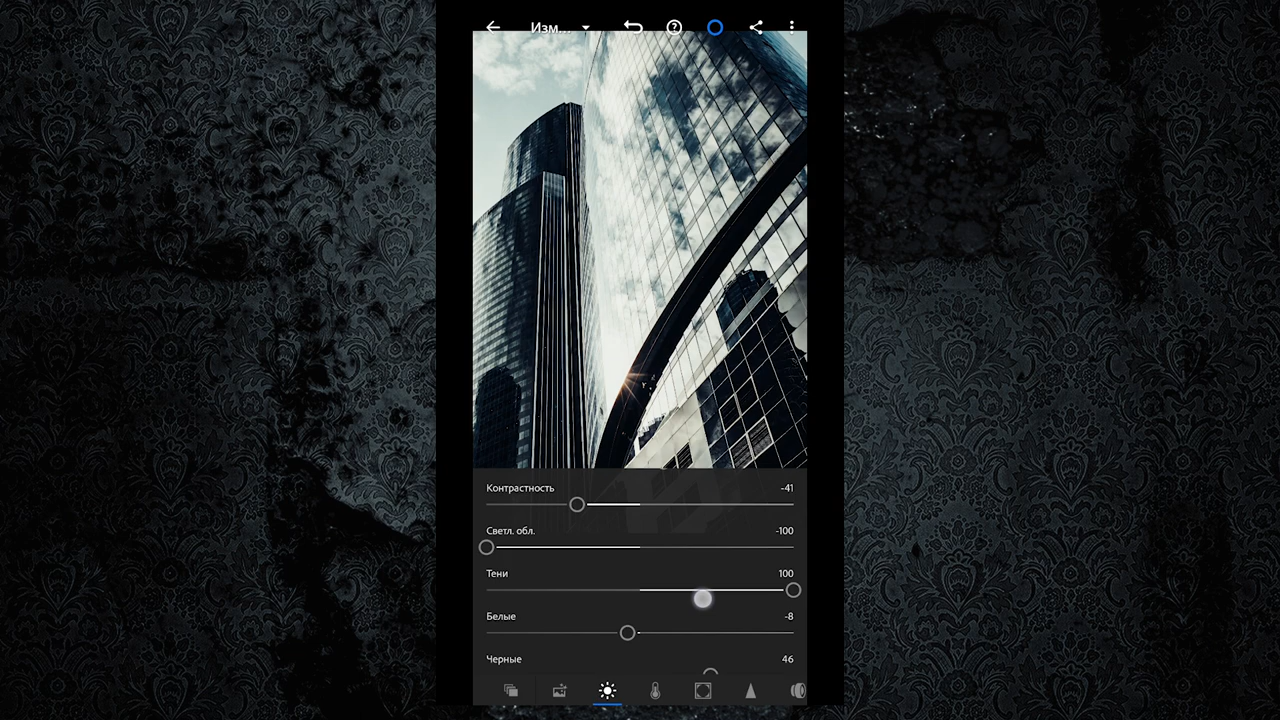 Изм...
Контрастность -41
Светл. обл. -100
Тени 100
Белые -8
Черные 46